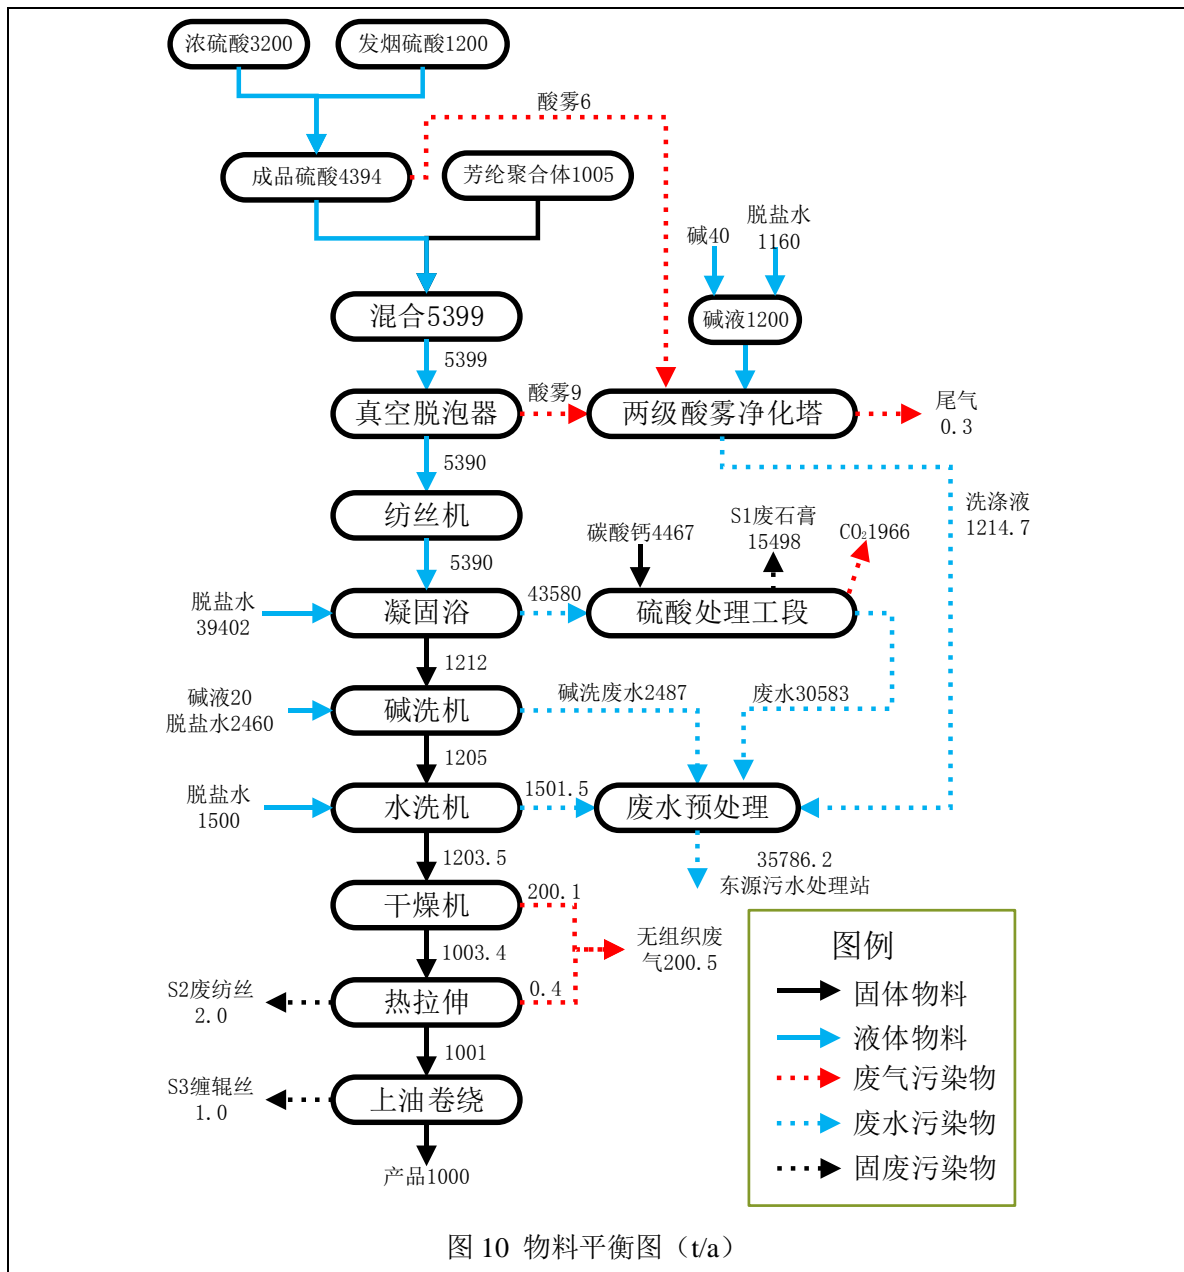 浓硫酸3200
发烟硫酸1200
酸雾6
成品硫酸4394
芳纶聚合体1005
脱盐水
1160
碱40
混合5399
碱液1200
5399
真空脱泡器
酸雾9
两级酸雾净化塔
尾气
0.3
5390
纺丝机
洗涤液
1214.7
碳酸钙4467
S1废石膏
15498
CO₂1966
5390
脱盐水
39402
凝固浴
43580
硫酸处理工段
1212
碱液20
脱盐水2460
碱洗机
碱洗废水2487
废水30583
1205
脱盐水
1500
水洗机
1501.5
废水预处理
1203.5
35786.2
东源污水处理站
干燥机
200.1
无组织废
气200.5
1003.4
S2废纺丝
2.0
热拉伸
0.4
1001
S3缠辊丝
1.0
上油卷绕
产品1000
图例
固体物料
液体物料
废气污染物
废水污染物
固废污染物
图 10 物料平衡图（t/a）